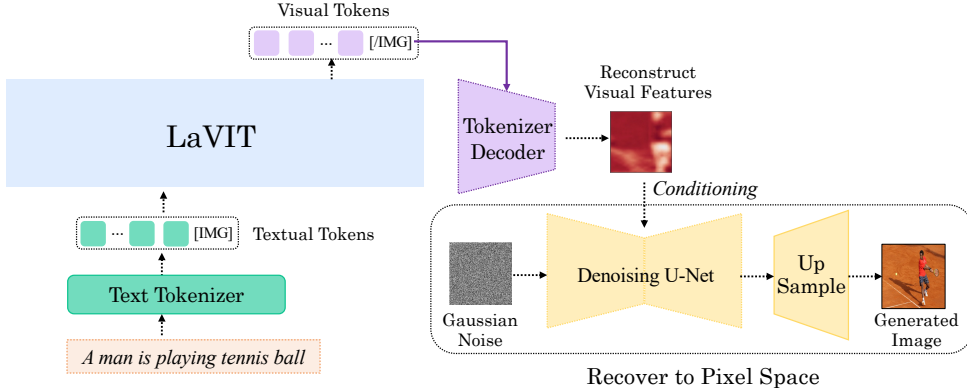 Visual Tokens
... [/IMG]
LaVIT
Tokenizer
Decoder
Reconstruct
Visual Features
Conditioning
... [IMG]
Textual Tokens
Text Tokenizer
A man is playing tennis ball
Gaussian
Noise
Denoising U-Net
Up
Sample
Generated
Image
Recover to Pixel Space